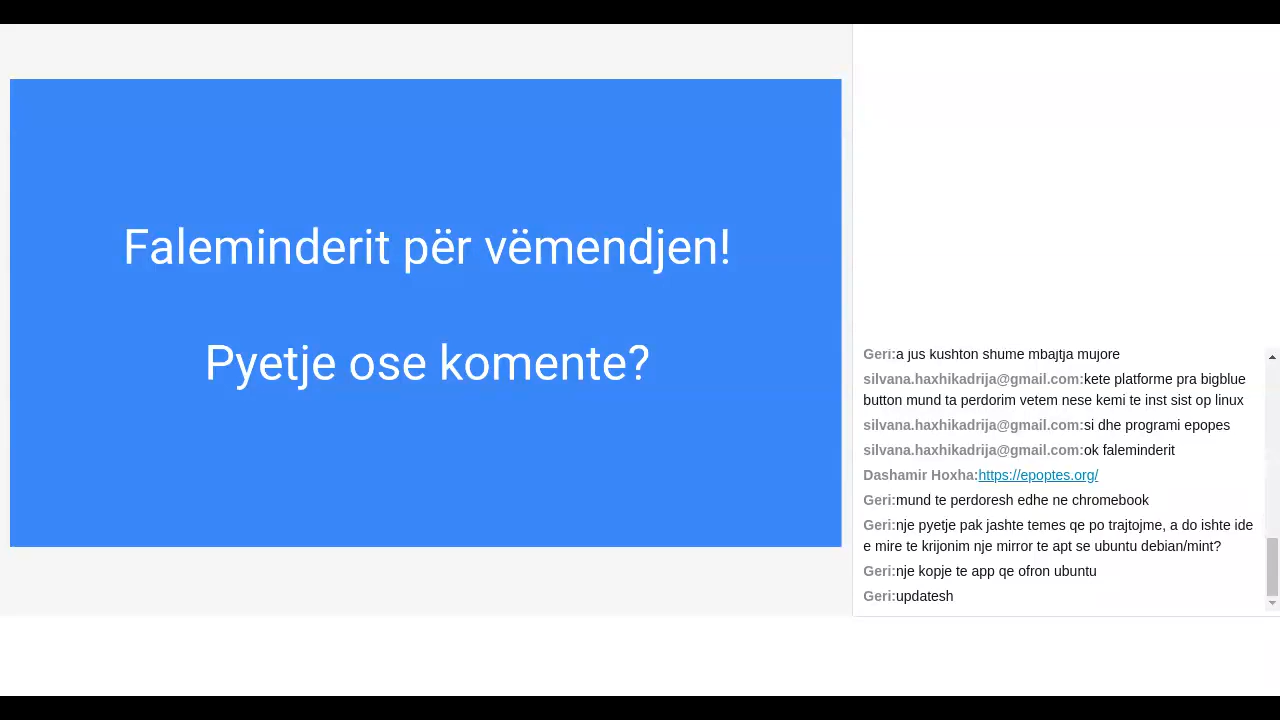 Faleminderit për vëmendjen!
Pyetje ose komente?
Geri:a jus kushton shume mbajtja mujore
silvana.haxhikadrija@gmail.com:kete platforme pra bigblue
button mund ta perdorim vetem nese kemi te inst sist op linux
silvana.haxhikadrija@gmail.com:si dhe programi epopes
silvana.haxhikadrija@gmail.com:ok faleminderit
Dashamir Hoxha:https://epoptes.org/
Geri:mund te perdoresh edhe ne chromebook
Geri:nje pyetje pak jashte temes qe po trajtojme, a do ishte ide
e mire te krijonim nje mirror te apt se ubuntu debian/mint?
Geri:nje kopje te app qe ofron ubuntu
Geri:updatesh